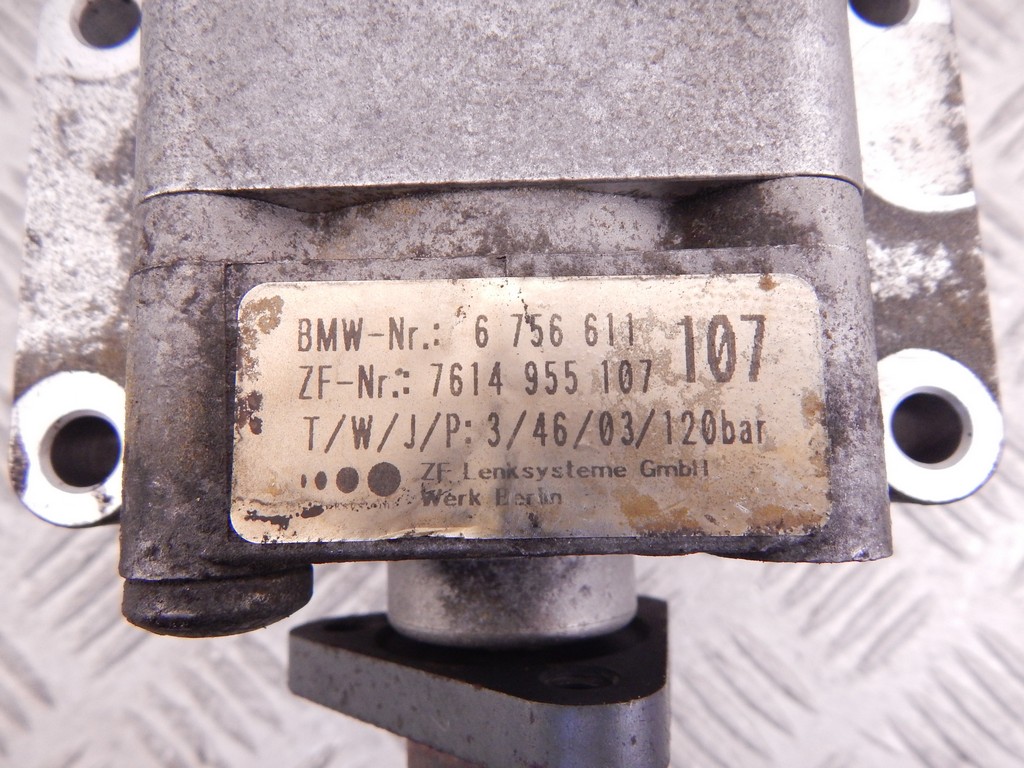 BMW-Nr.: 6 756 611
107
ZF-Nr.: 7614 955 107
T/W/J/P: 3/46/03/120bar
ZF Lenksysteme GmbH
Werk Berlin